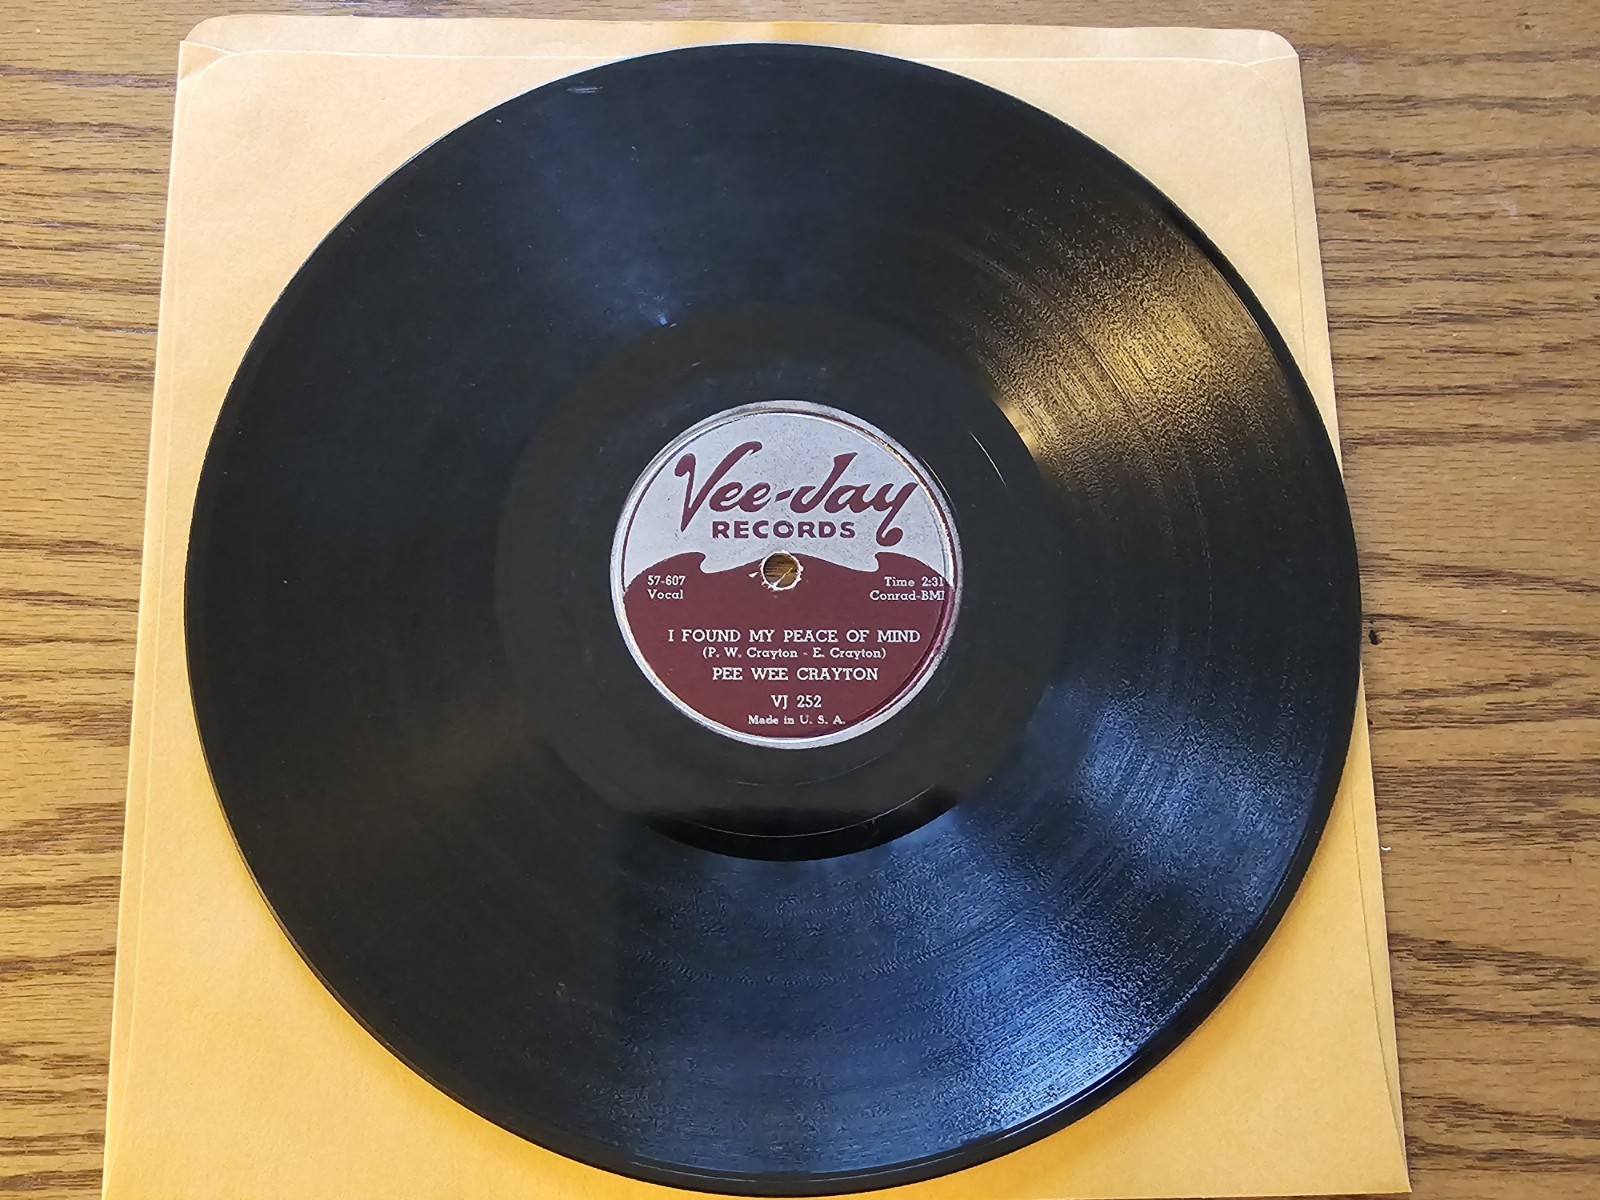 Vee-Jay
RECORDS
57-607 Time 2:31
Vocal Conrad-BMI
I FOUND MY PEACE OF MIND
(P. W. Crayton - E. Crayton)
PEE WEE CRAYTON
VJ 252
Made in U. S. A.